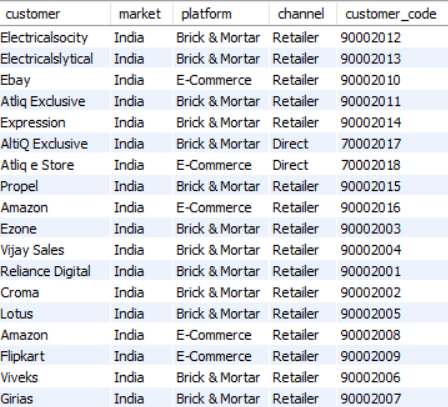 customer market platform channel customer_code
Electricalsocity India Brick & Mortar Retailer 90002012
Electricalslytical India Brick & Mortar Retailer 90002013
Ebay India E-Commerce Retailer 90002010
Atliq Exclusive India Brick & Mortar Retailer 90002011
Expression India Brick & Mortar Retailer 90002014
AltiQ Exclusive India Brick & Mortar Direct 70002017
Atliq e Store India E-Commerce Direct 70002018
Propel India Brick & Mortar Retailer 90002015
Amazon India E-Commerce Retailer 90002016
Ezone India Brick & Mortar Retailer 90002003
Vijay Sales India Brick & Mortar Retailer 90002004
Reliance Digital India Brick & Mortar Retailer 90002001
Croma India Brick & Mortar Retailer 90002002
Lotus India Brick & Mortar Retailer 90002005
Amazon India E-Commerce Retailer 90002008
Flipkart India E-Commerce Retailer 90002009
Viveks India Brick & Mortar Retailer 90002006
Girias India Brick & Mortar Retailer 90002007